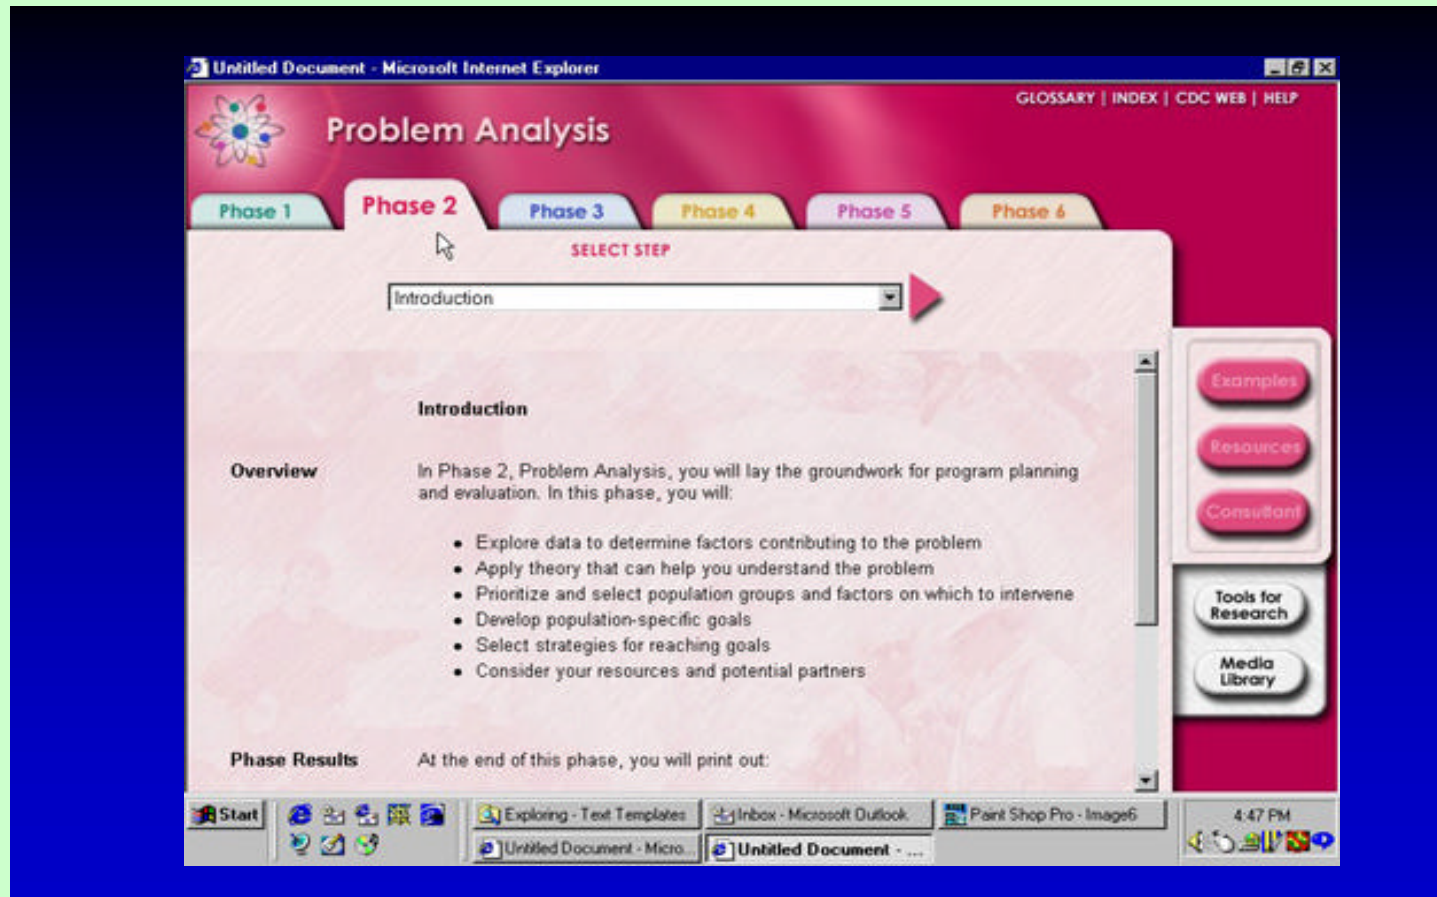 Untitled Document - Microsoft Internet Explorer
GLOSSARY | INDEX | CDC WEB | HELP
Problem Analysis
Phase 1
Phase 2
Phase 3
Phase 4
Phase 5
Phase 6
SELECT STEP
Introduction
Examples
Introduction
Resources
Overview
In Phase 2, Problem Analysis, you will lay the groundwork for program planning
and evaluation. In this phase, you will:
Consultant
• Explore data to determine factors contributing to the problem
• Apply theory that can help you understand the problem
• Prioritize and select population groups and factors on which to intervene
• Develop population-specific goals
• Select strategies for reaching goals
• Consider your resources and potential partners
Tools for
Research
Media
Library
Phase Results
At the end of this phase, you will print out:
Start
Exploring - Text Templates
Inbox - Microsoft Outlook
Paint Shop Pro - Image6
4:47 PM
Untitled Document - Micro...
Untitled Document - ...